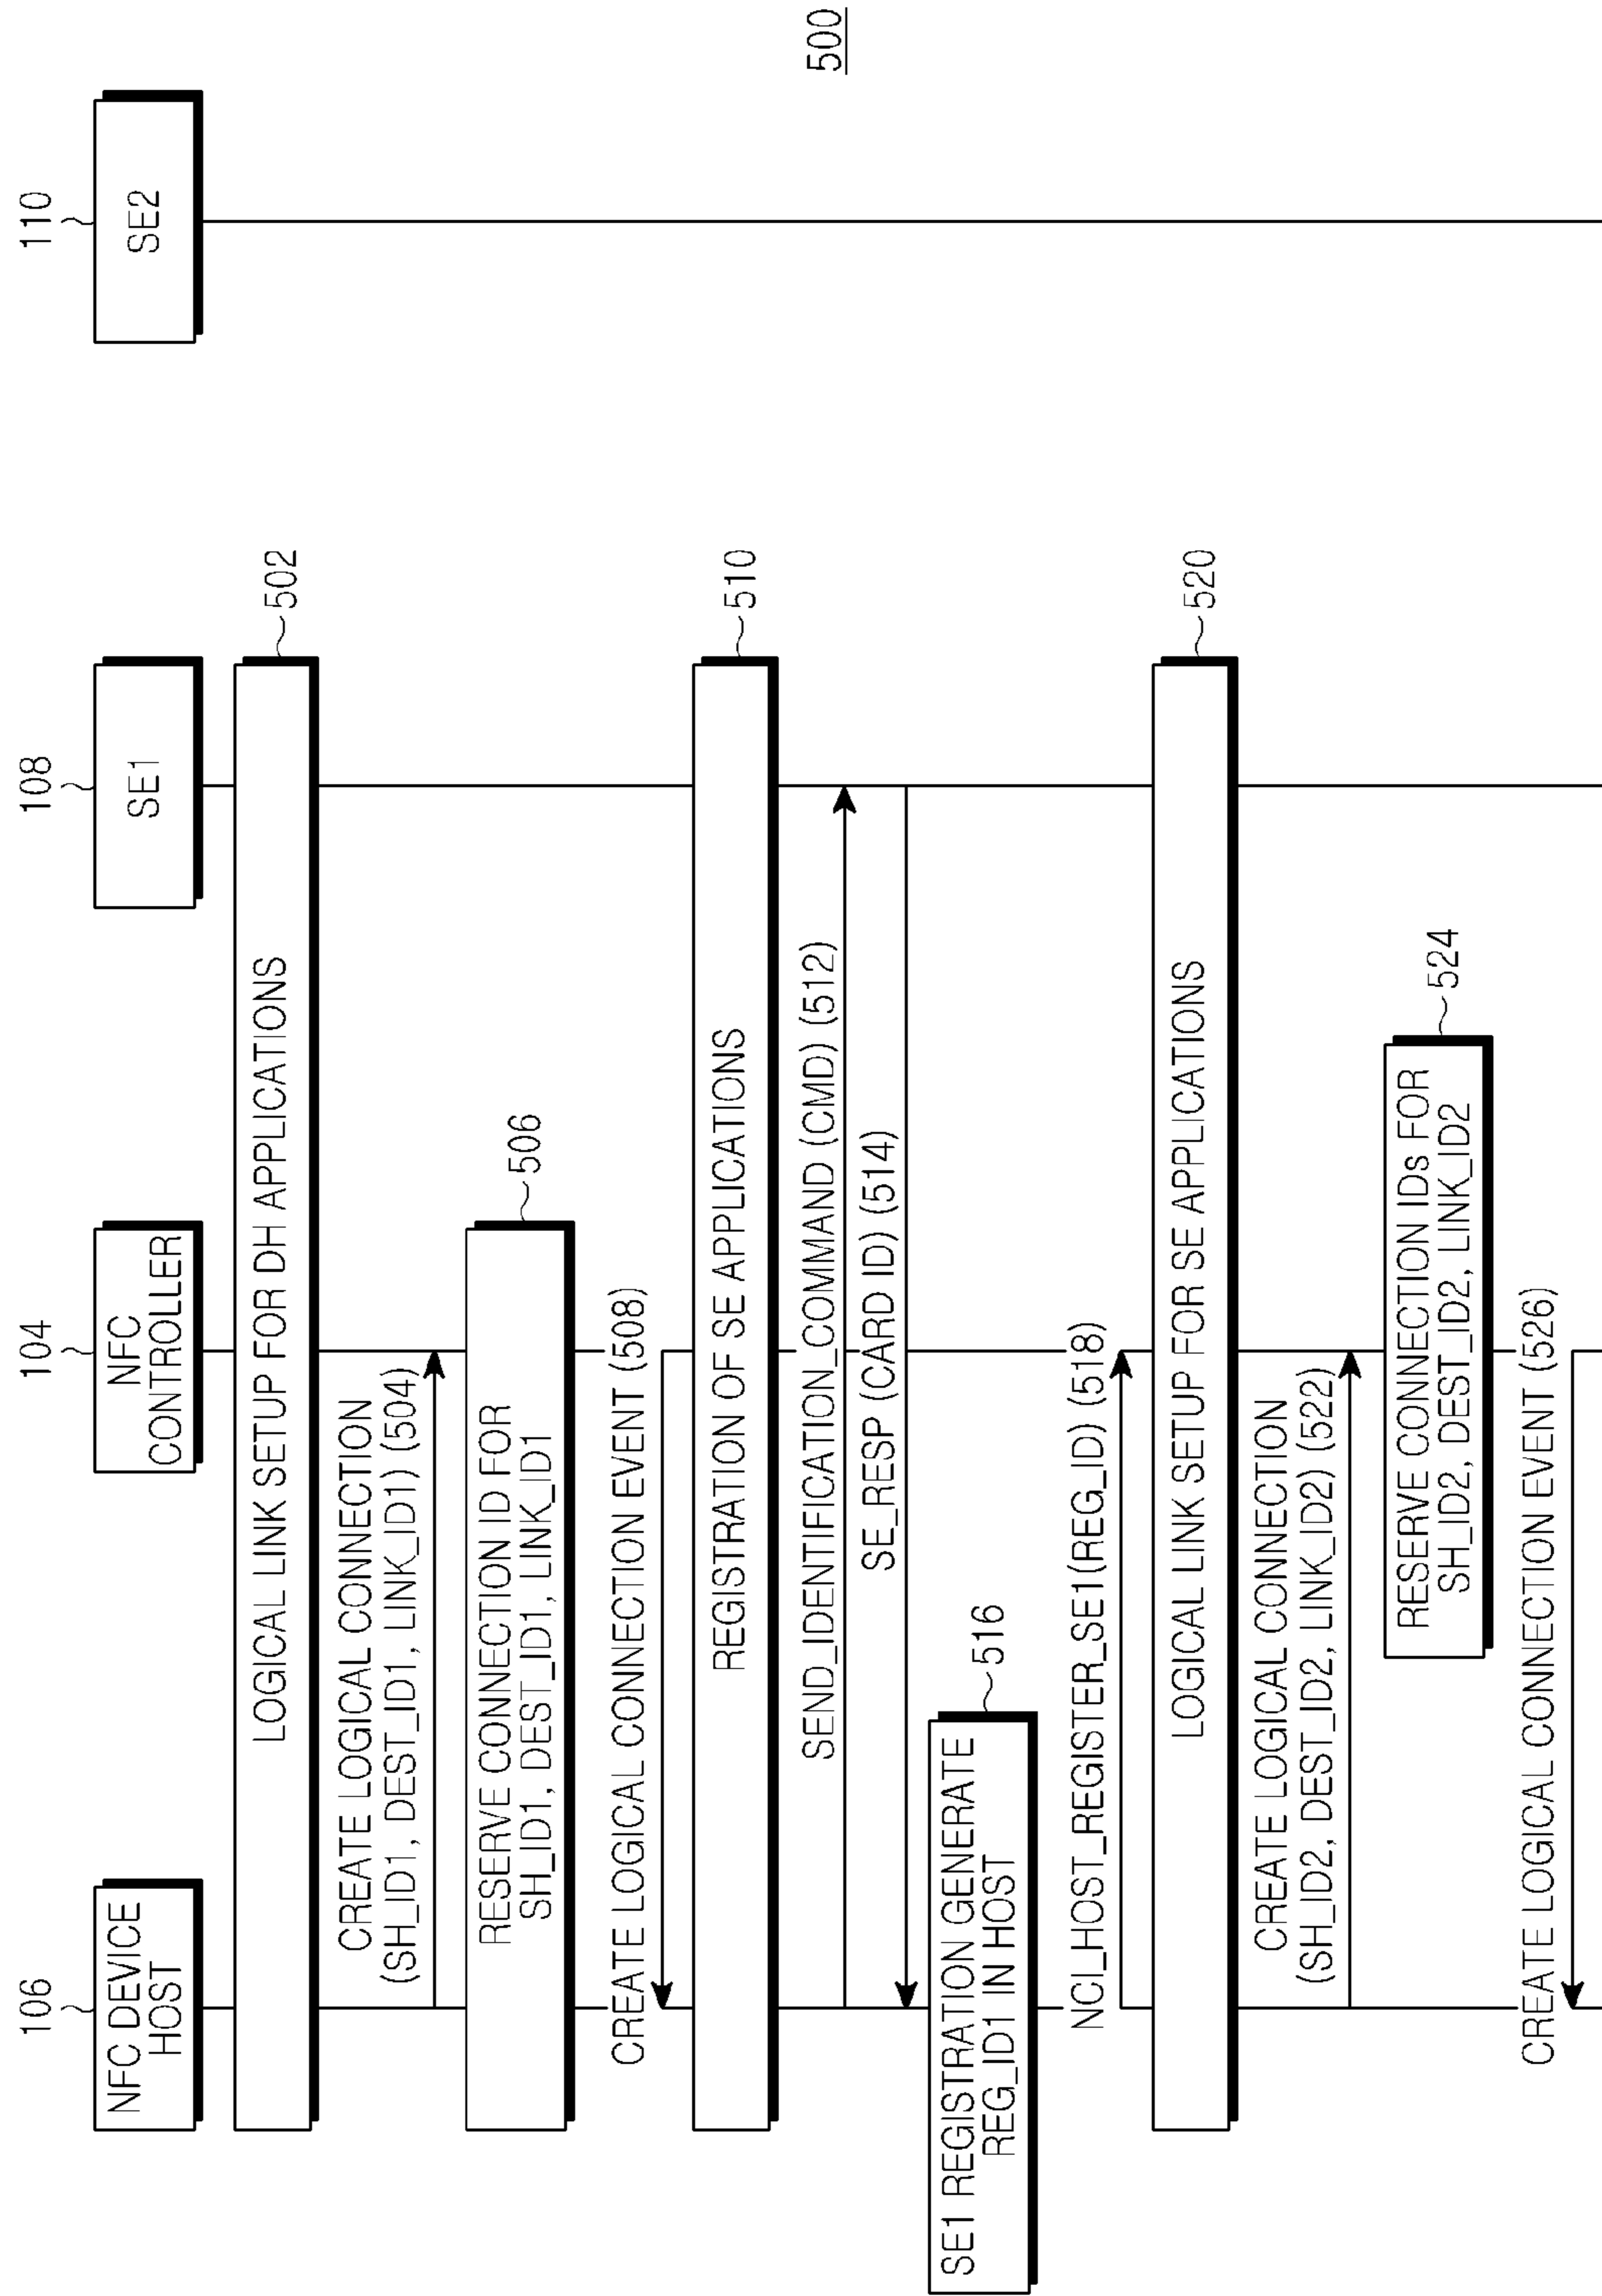 500
106
104
108
110
NFC DEVICE
HOST
NFC
CONTROLLER
SE1
SE2
LOGICAL LINK SETUP FOR DH APPLICATIONS
502
CREATE LOGICAL CONNECTION
(SH_ID1, DEST_ID1, LINK_ID1) (504)
RESERVE CONNECTION ID FOR
SH_ID1, DEST_ID1, LINK_ID1
506
CREATE LOGICAL CONNECTION EVENT (508)
REGISTRATION OF SE APPLICATIONS
510
SEND_IDENTIFICATION_COMMAND (CMD) (512)
SE_RESP (CARD ID) (514)
SE1 REGISTRATION GENERATE
REG_ID1 IN HOST
516
NCI_HOST_REGISTER_SE1(REG_ID) (518)
LOGICAL LINK SETUP FOR SE APPLICATIONS
520
CREATE LOGICAL CONNECTION
(SH_ID2, DEST_ID2, LINK_ID2) (522)
RESERVE CONNECTION IDs FOR
SH_ID2, DEST_ID2, LINK_ID2
524
CREATE LOGICAL CONNECTION EVENT (526)